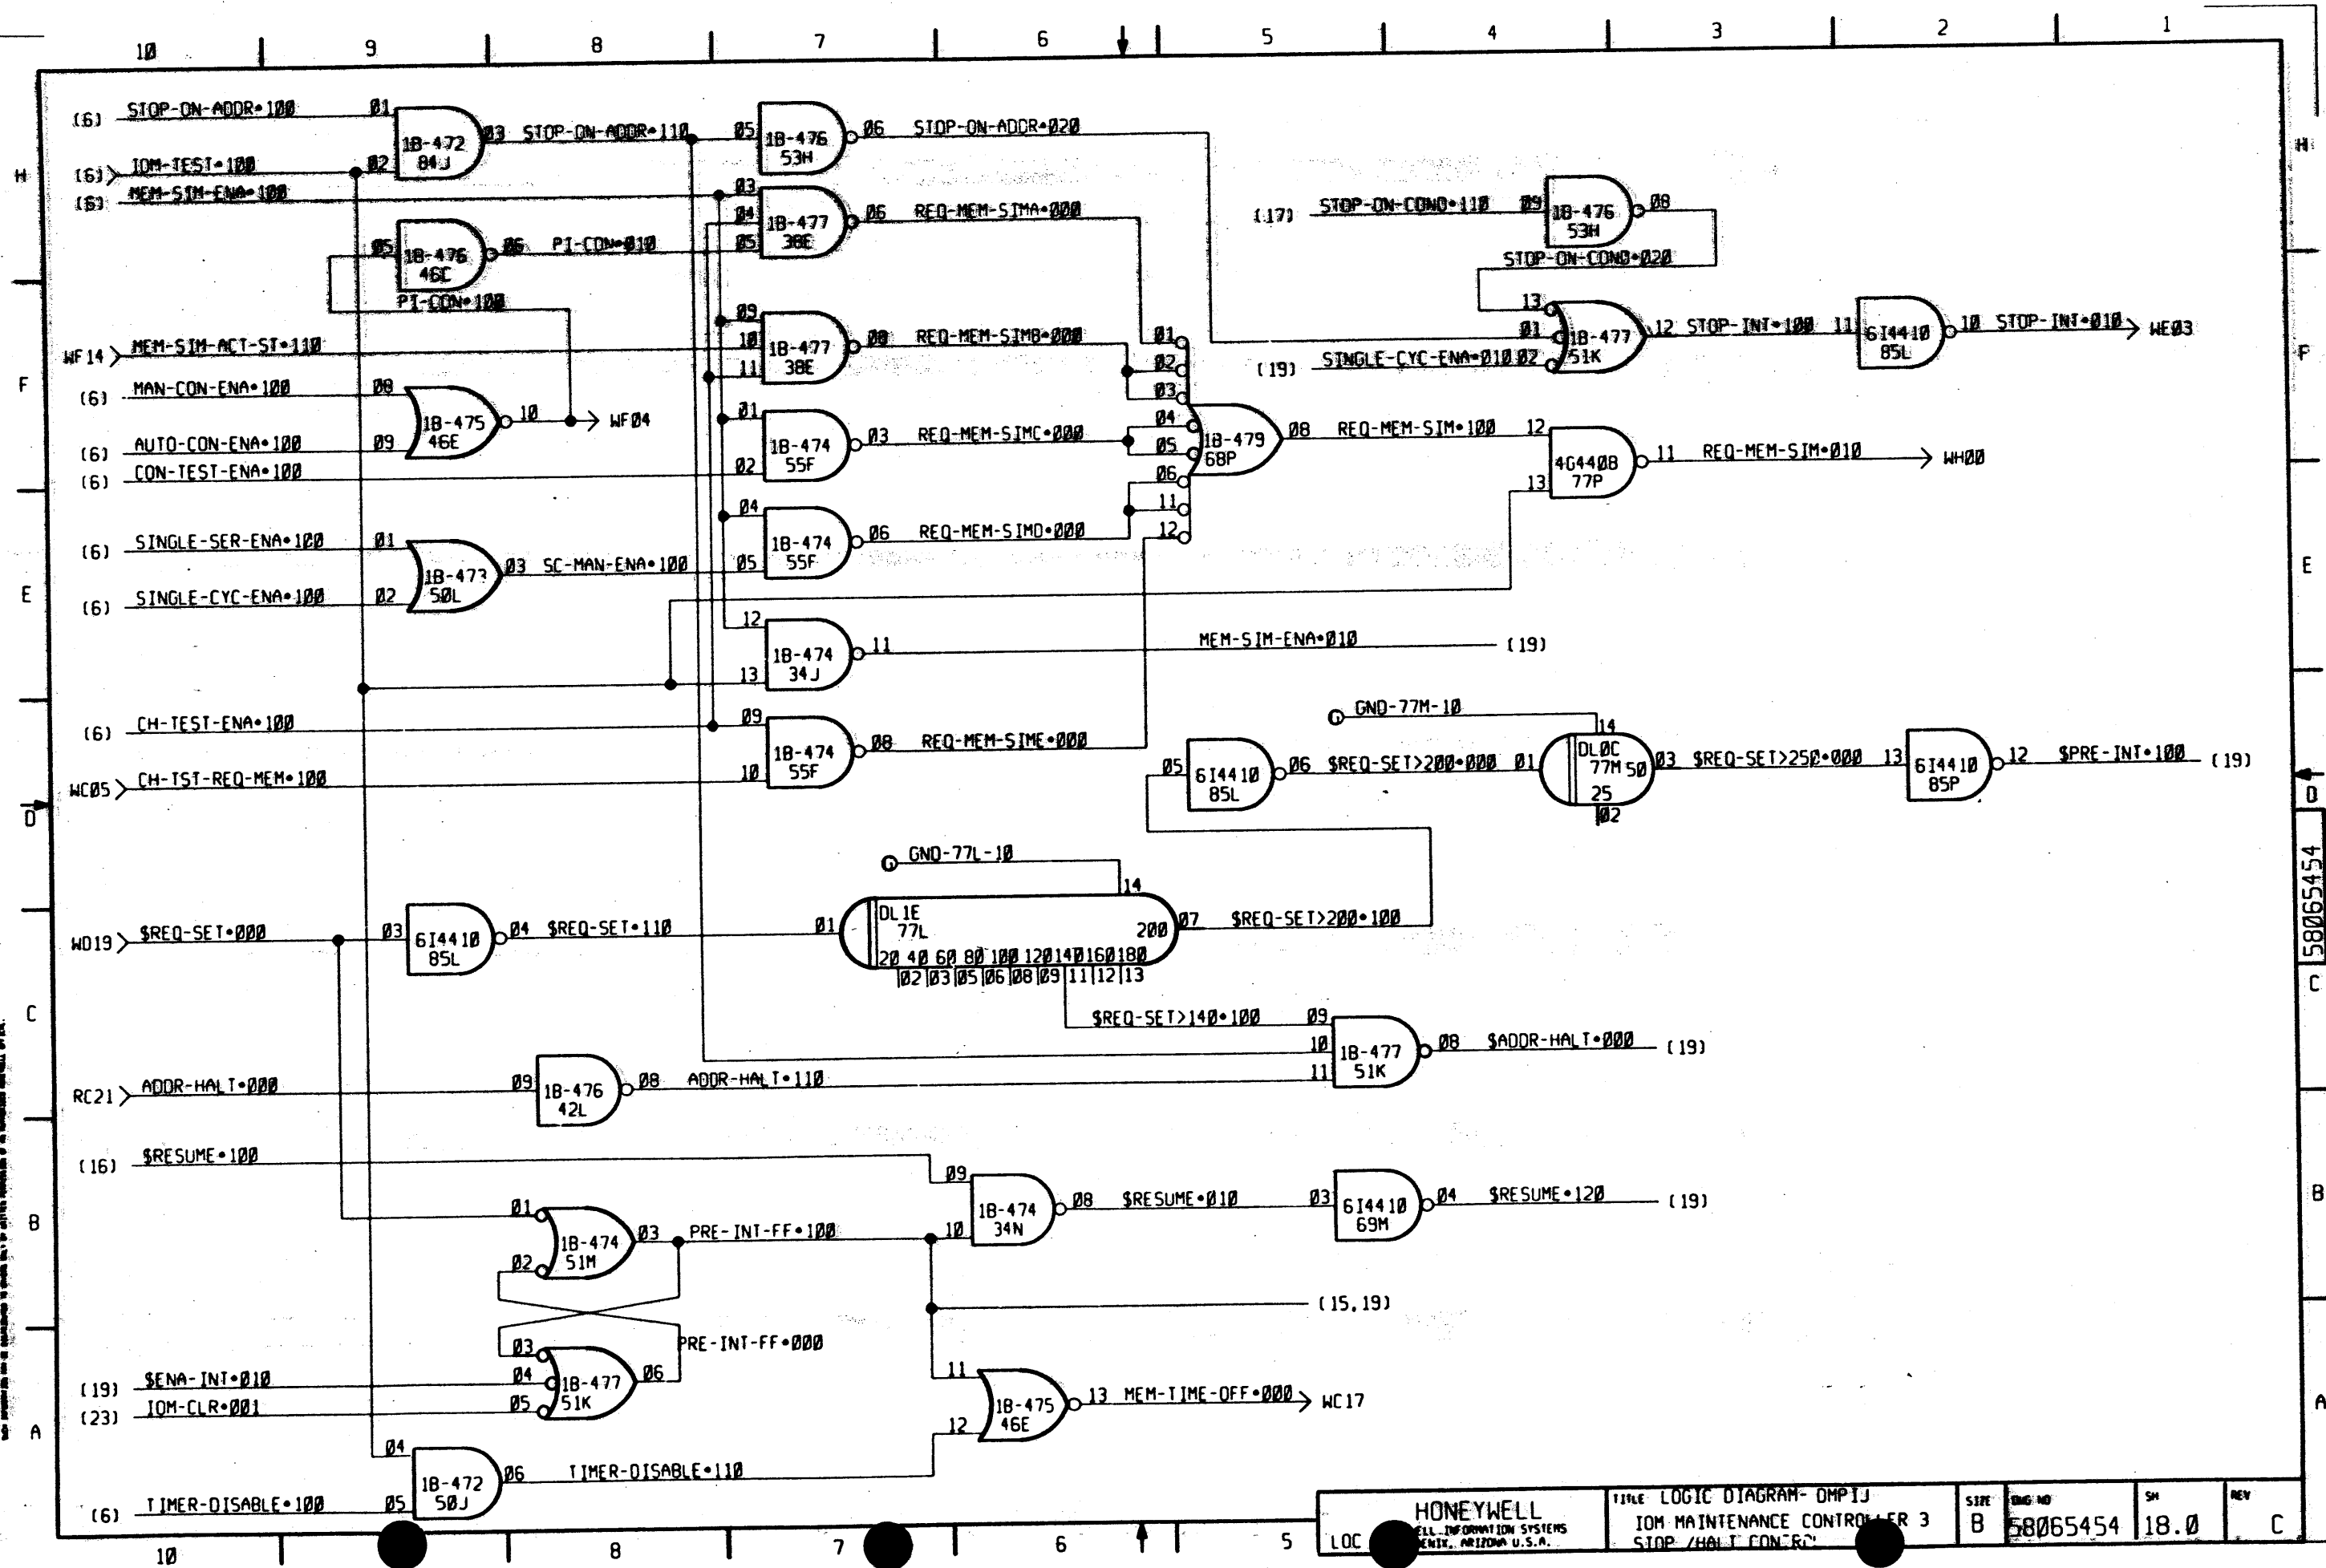 10 9 8 7 6 5 4 3 2 1
(6) STOP-ON-ADDR•100 01
1B-472
84J
03 STOP-ON-ADDR•110
05
1B-476
53H
06 STOP-ON-ADDR•020
H
(6) IOM-TEST•100 02
(6) MEM-SIM-ENA•100
03
04
05
1B-477
38E
06 REQ-MEM-SIMA•000
H
(17) STOP-ON-COND•110 09
1B-476
53H
08
STOP-ON-COND•020
05
1B-476
46C
06 PI-CON•010
PI-CON•100
WF14 MEM-SIM-ACT-ST•110
09
10
11
1B-477
38E
08 REQ-MEM-SIMB•000
01
02
03
04
05
06
11
12
13
01
(19) SINGLE-CYC-ENA•010 02
1B-477
51K
12 STOP-INT•100 11
6I4410
85L
10 STOP-INT•010 WE03
F
F
(6) MAN-CON-ENA•100 08
1B-475
46E
10 WF04
(6) AUTO-CON-ENA•100 09
(6) CON-TEST-ENA•100
01
02
1B-474
55F
03 REQ-MEM-SIMC•000
1B-479
68P
08 REQ-MEM-SIM•100 12
13
4G440B
77P
11 REQ-MEM-SIM•010 WH00
(6) SINGLE-SER-ENA•100 01
1B-473
50L
03 SC-MAN-ENA•100
04
05
1B-474
55F
06 REQ-MEM-SIMD•000
E
E
(6) SINGLE-CYC-ENA•100 02
12
13
1B-474
34J
11 MEM-SIM-ENA•010 (19)
(6) CH-TEST-ENA•100 09
1B-474
55F
08 REQ-MEM-SIME•000
WC05 CH-TST-REQ-MEM•100 10
G GND-77M-10
14
05
6I4410
85L
06 $REQ-SET>200•000 01
DL0C
77M 50
25
02
03 $REQ-SET>250•000 13
6I4410
85P
12 $PRE-INT•100 (19)
D
D
58065454
G GND-77L-10
14
WD19 $REQ-SET•000 03
6I4410
85L
04 $REQ-SET•110 01
DL1E
77L
200
20 40 60 80 100 120 140 160 180
02 03 05 06 08 09 11 12 13
07 $REQ-SET>200•100
C
C
$REQ-SET>140•100 09
10
11
1B-477
51K
08 $ADDR-HALT•000 (19)
RC21 ADDR-HALT•000 09
1B-476
42L
08 ADDR-HALT•110
(16) $RESUME•100
09
10
1B-474
34N
08 $RESUME•010 03
6I4410
69M
04 $RESUME•120 (19)
B
B
01
02
1B-474
51M
03 PRE-INT-FF•100
(15,19)
03
PRE-INT-FF•000
(19) $ENA-INT•010 04
1B-477
51K
06
(23) IOM-CLR•001 05
11
12
1B-475
46E
13 MEM-TIME-OFF•000 WC17
A
A
04
1B-472
50J
06 TIMER-DISABLE•110
(6) TIMER-DISABLE•100 05
HONEYWELL
INFORMATION SYSTEMS
ARIZONA U.S.A.
LOC
TITLE LOGIC DIAGRAM- DMPIJ
IOM MAINTENANCE CONTROLLER 3
STOP /HALT
SIZE
B
DWG NO
58065454
SH
18.0
REV
C
10 8 7 6 5